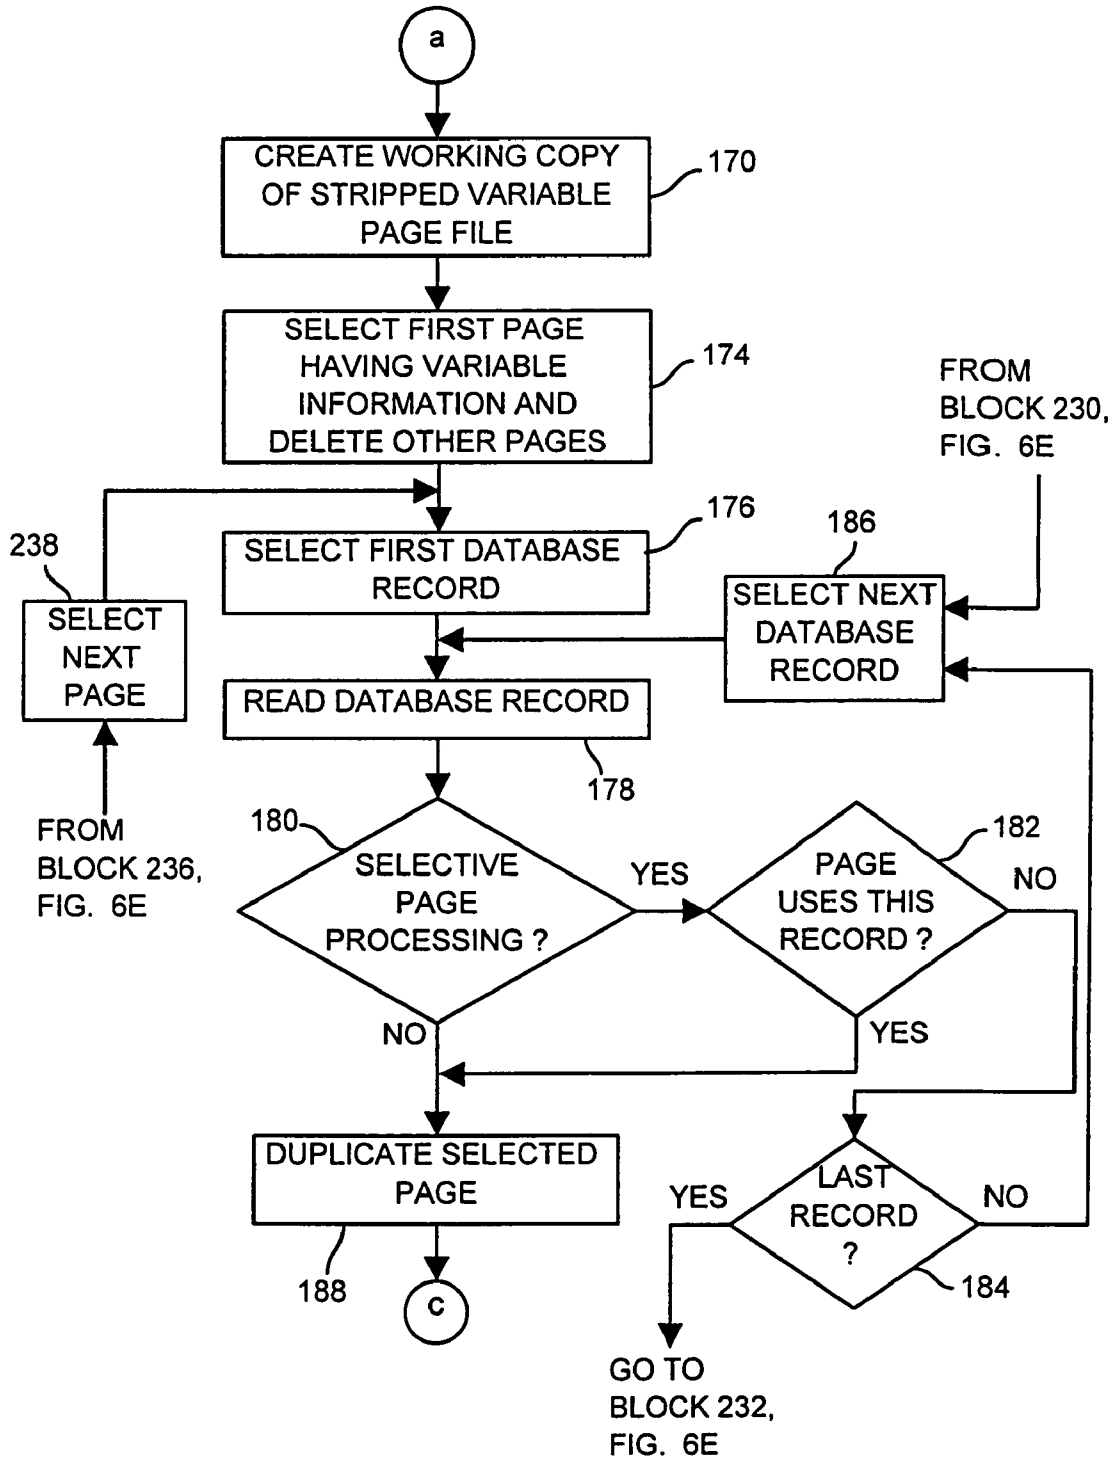 a
CREATE WORKING COPY
OF STRIPPED VARIABLE
PAGE FILE
170
SELECT FIRST PAGE
HAVING VARIABLE
INFORMATION AND
DELETE OTHER PAGES
174
FROM
BLOCK 230,
FIG. 6E
238
SELECT
NEXT
PAGE
SELECT FIRST DATABASE
RECORD
176
186
SELECT NEXT
DATABASE
RECORD
READ DATABASE RECORD
178
FROM
BLOCK 236,
FIG. 6E
180
SELECTIVE
PAGE
PROCESSING ?
YES
NO
182
PAGE
USES THIS
RECORD ?
NO
YES
DUPLICATE SELECTED
PAGE
188
c
LAST
RECORD
?
YES
NO
184
GO TO
BLOCK 232,
FIG. 6E